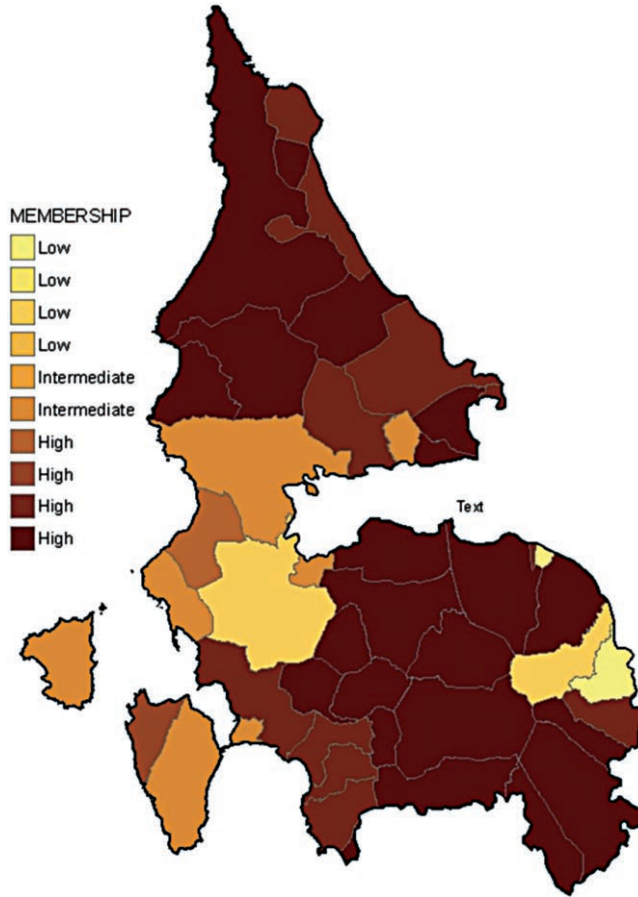 MEMBERSHIP
Low
Low
Low
Low
Intermediate
Intermediate
High
High
High
High
Text